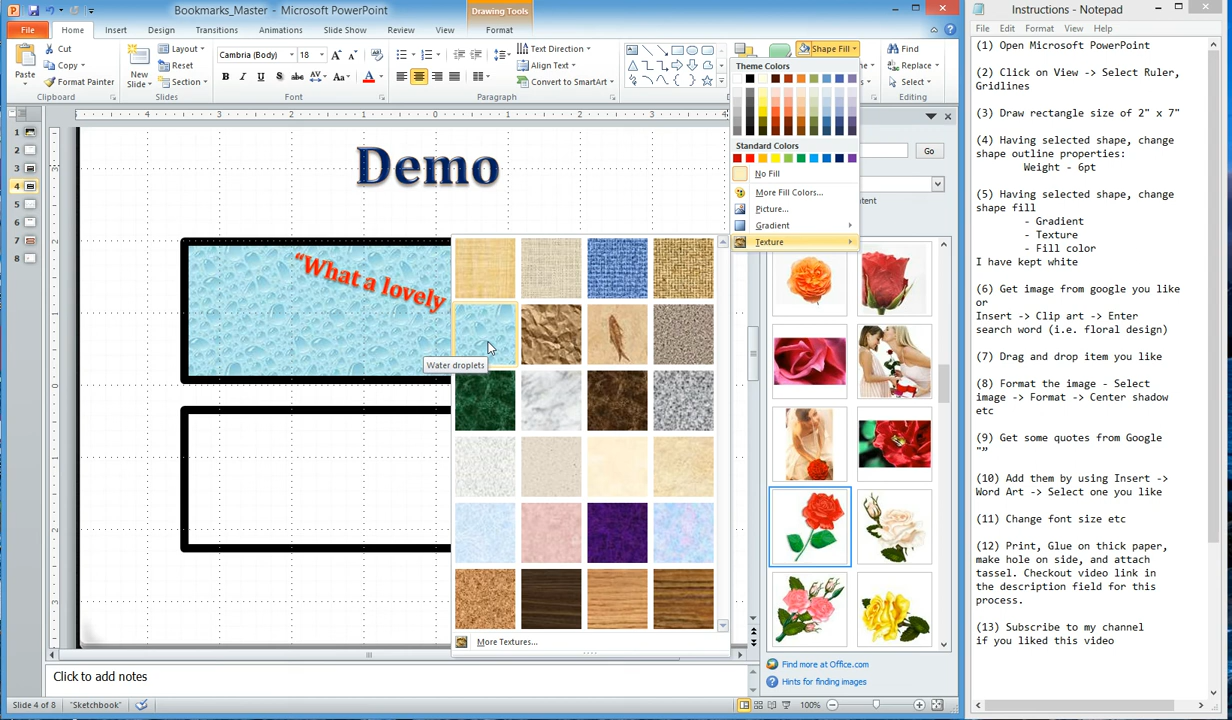 Bookmarks_Master - Microsoft PowerPoint
Drawing Tools
File
Home
Insert
Design
Transitions
Animations
Slide Show
Review
View
Format
Paste
Cut
Copy
Format Painter
Clipboard
New
Slide
Layout
Reset
Section
Slides
Cambria (Body)
18
Font
Text Direction
Align Text
Convert to SmartArt
Paragraph
Shape Fill
Find
Replace
Select
Editing
Theme Colors
Standard Colors
No Fill
More Fill Colors...
Picture...
Gradient
Texture
Go
Demo
“What a lovely
Water droplets
More Textures...
1
2
3
4
5
6
7
8
Click to add notes
Find more at Office.com
Hints for finding images
Slide 4 of 8
"Sketchbook"
100%
Instructions - Notepad
File Edit Format View Help
(1) Open Microsoft PowerPoint
(2) Click on View -> Select Ruler,
Gridlines
(3) Draw rectangle size of 2" x 7"
(4) Having selected shape, change
shape outline properties:
Weight - 6pt
(5) Having selected shape, change
shape fill
- Gradient
- Texture
- Fill color
I have kept white
(6) Get image from google you like
or
Insert -> Clip art -> Enter
search word (i.e. floral design)
(7) Drag and drop item you like
(8) Format the image - Select
image -> Format -> Center shadow
etc
(9) Get some quotes from Google
"”
(10) Add them by using Insert ->
Word Art -> Select one you like
(11) Change font size etc
(12) Print, Glue on thick paper,
make hole on side, and attach
tassel. Checkout video link in
the description field for this
process.
(13) Subscribe to my channel
if you liked this video